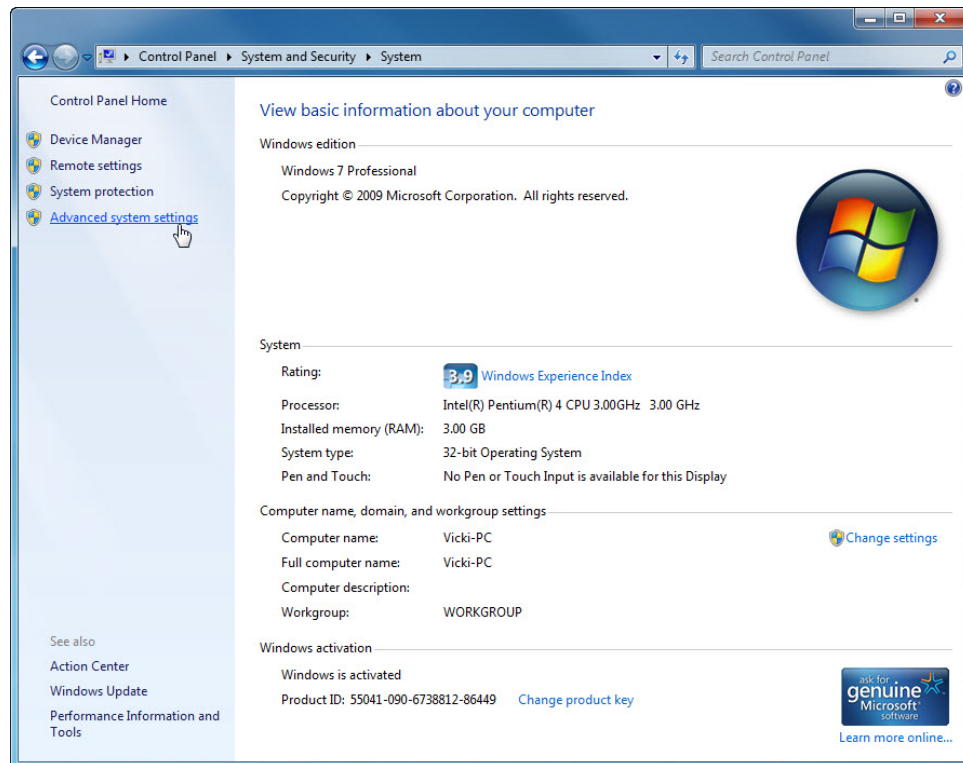 Control Panel ▸ System and Security ▸ System
Search Control Panel
Control Panel Home
Device Manager
Remote settings
System protection
Advanced system settings
See also
Action Center
Windows Update
Performance Information and
Tools
View basic information about your computer
Windows edition
Windows 7 Professional
Copyright © 2009 Microsoft Corporation. All rights reserved.
System
Rating: 3,9 Windows Experience Index
Processor: Intel(R) Pentium(R) 4 CPU 3.00GHz 3.00 GHz
Installed memory (RAM): 3.00 GB
System type: 32-bit Operating System
Pen and Touch: No Pen or Touch Input is available for this Display
Computer name, domain, and workgroup settings
Computer name: Vicki-PC
Change settings
Full computer name: Vicki-PC
Computer description:
Workgroup: WORKGROUP
Windows activation
Windows is activated
Product ID: 55041-090-6738812-86449 Change product key
ask for
genuine
Microsoft
software
Learn more online...